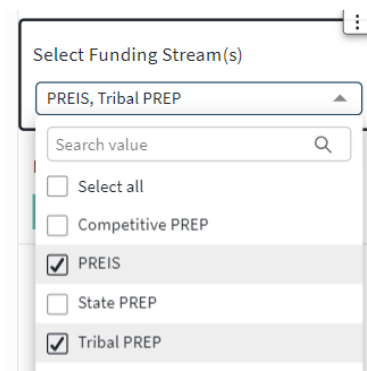 Select Funding Stream(s)
PREIS, Tribal PREP
Search value
Select all
Competitive PREP
PREIS
State PREP
Tribal PREP